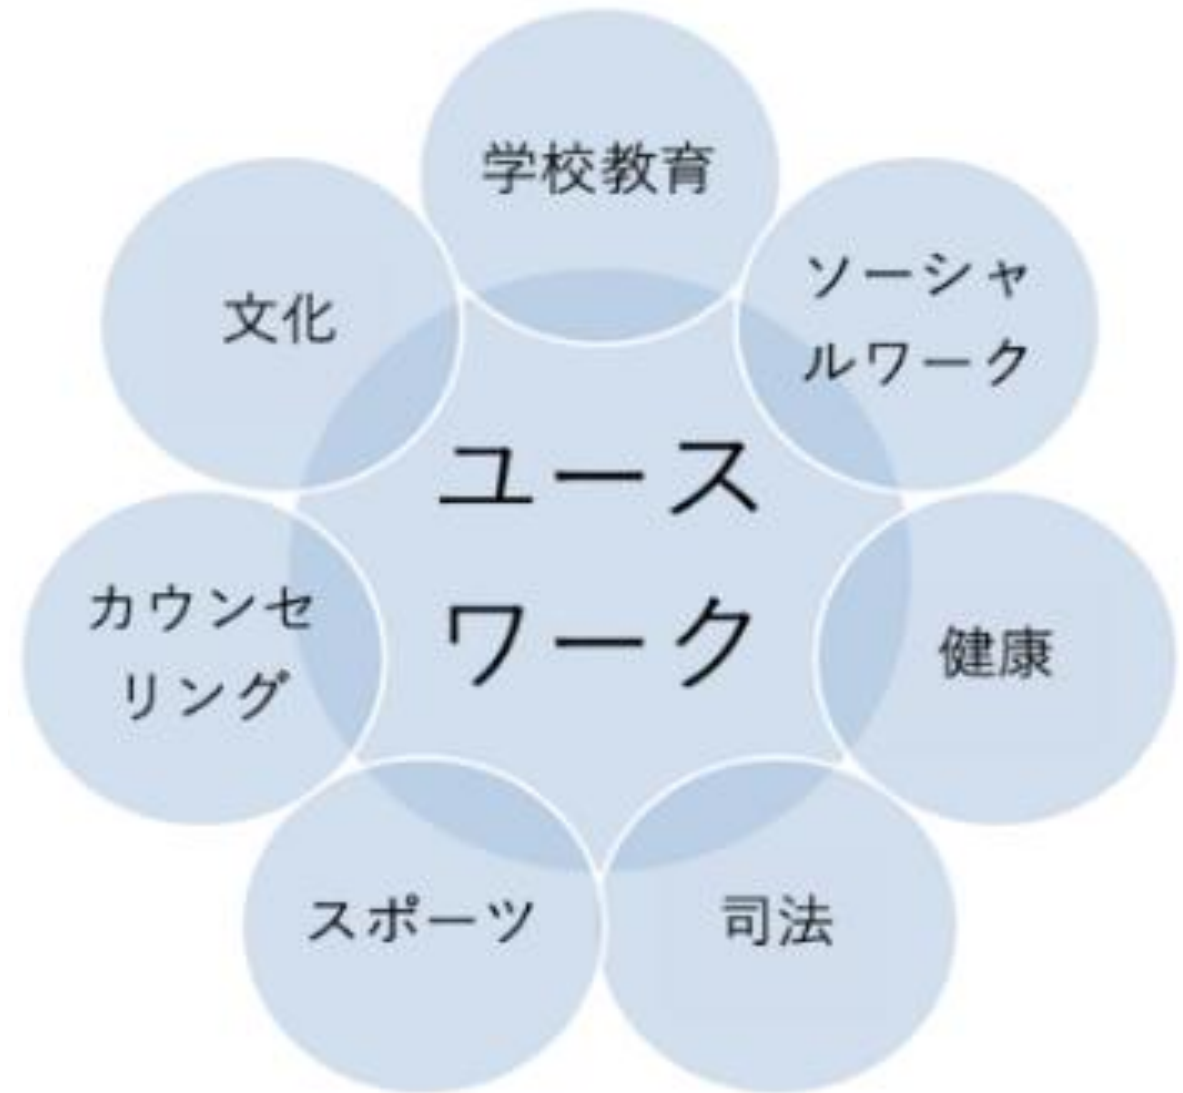 学校教育
ソーシャ
ルワーク
健康
司法
スポーツ
カウンセ
リング
文化
ユース
ワーク